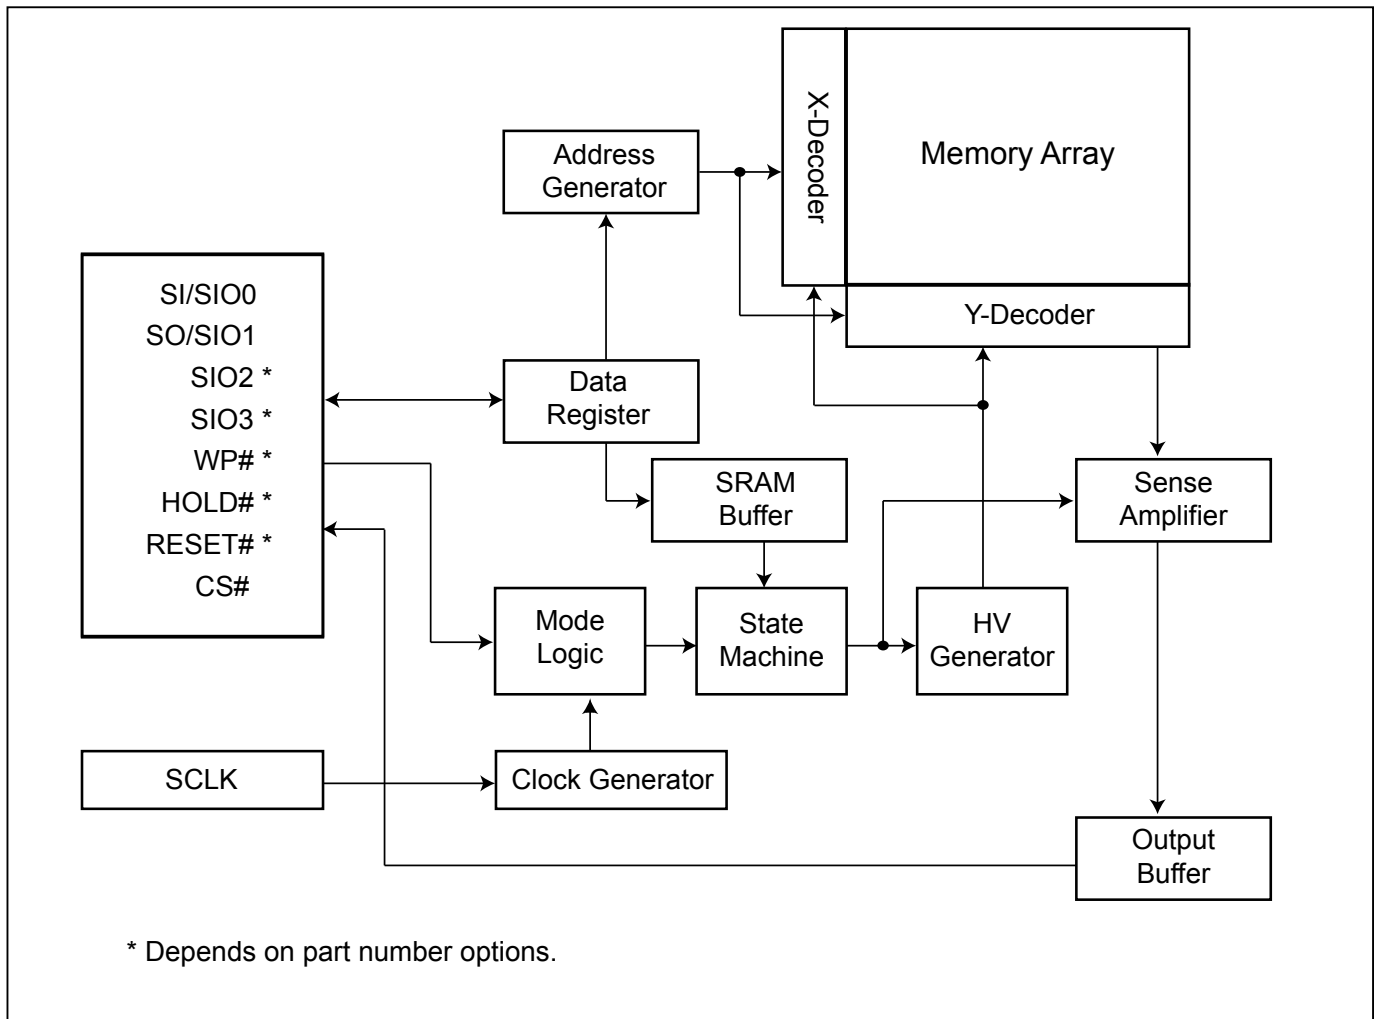 X-Decoder
Memory Array
Address
Generator
SI/SIO0
SO/SIO1
SIO2 *
SIO3 *
WP# *
HOLD# *
RESET# *
CS#
Y-Decoder
Data
Register
SRAM
Buffer
Sense
Amplifier
Mode
Logic
State
Machine
HV
Generator
SCLK
Clock Generator
Output
Buffer
* Depends on part number options.